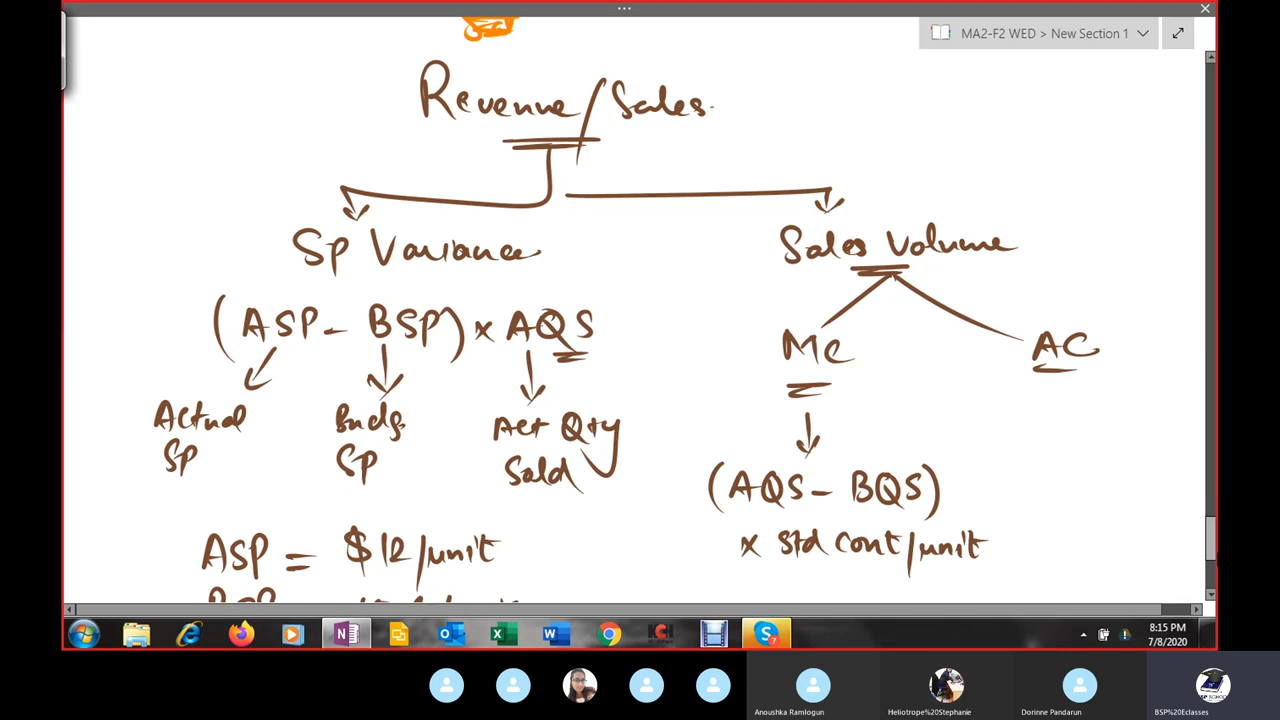 MA2-F2 WED > New Section 1
Revenue/Sales
Sp Variance
Sales Volume
(ASP - BSP) x AQS
MC
AC
Actual
SP
Budg
SP
Act Qty
Sold
(AQS - BQS)
x Std cont/unit
ASP = $12/unit
8:15 PM
7/8/2020
Anoushka Ramlogun
Heliotrope%20Stephanie
Dorinne Pandarun
BSP%20Eclasses